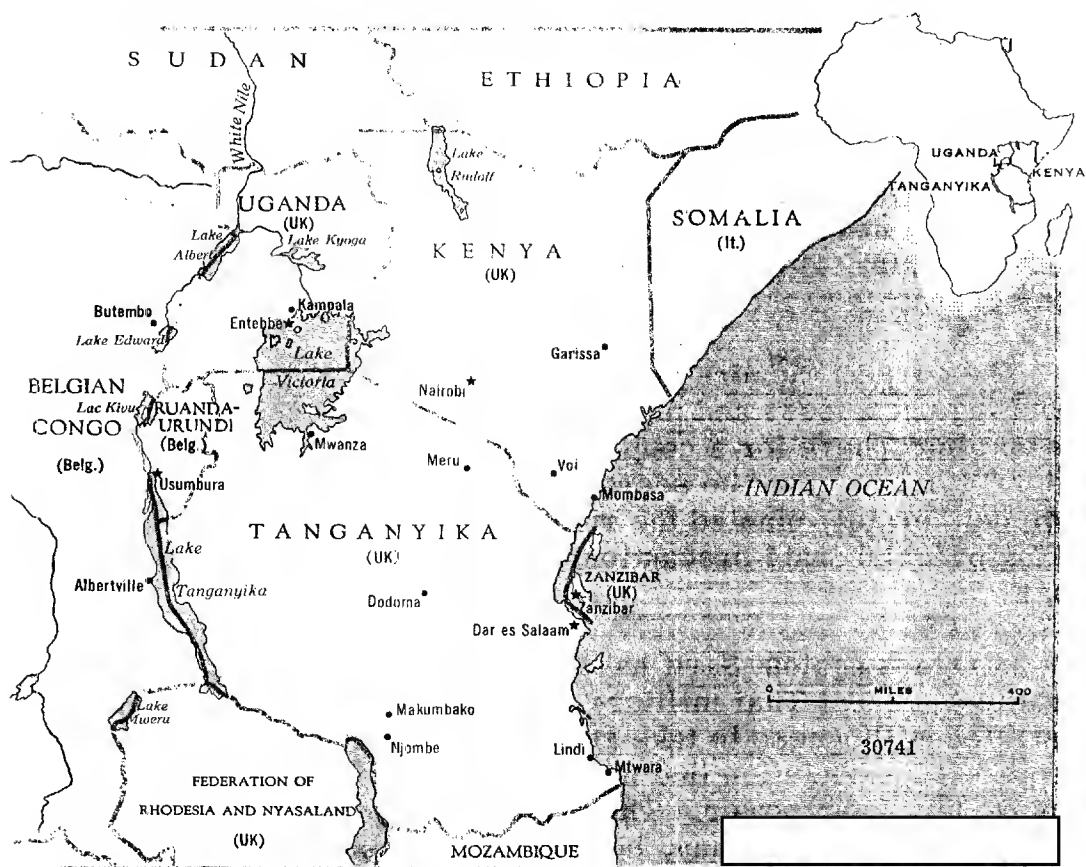 SUDAN
ETHIOPIA
White Nile
Lake
Rudolf
UGANDA
KENYA
TANGANYIKA
UGANDA
(UK)
SOMALIA
(It.)
Lake
Albert
Lake Kyoga
KENYA
(UK)
Butembo
Kampala
Entebbe
Lake Edward
Lake
Victoria
Garissa
Nairobi
BELGIAN
CONGO
(Belg.)
Lac Kivu
RUANDA-
URUNDI
(Belg.)
Mwanza
Meru
Voi
Usumbura
Mombasa
INDIAN OCEAN
TANGANYIKA
(UK)
Lake
Tanganyika
Albertville
Dodoma
ZANZIBAR
(UK)
Zanzibar
Dar es Salaam
0 MILES 400
Lake
Mweru
Makumbako
Njombe
30741
Lindi
Mtwara
FEDERATION OF
RHODESIA AND NYASALAND
(UK)
MOZAMBIQUE